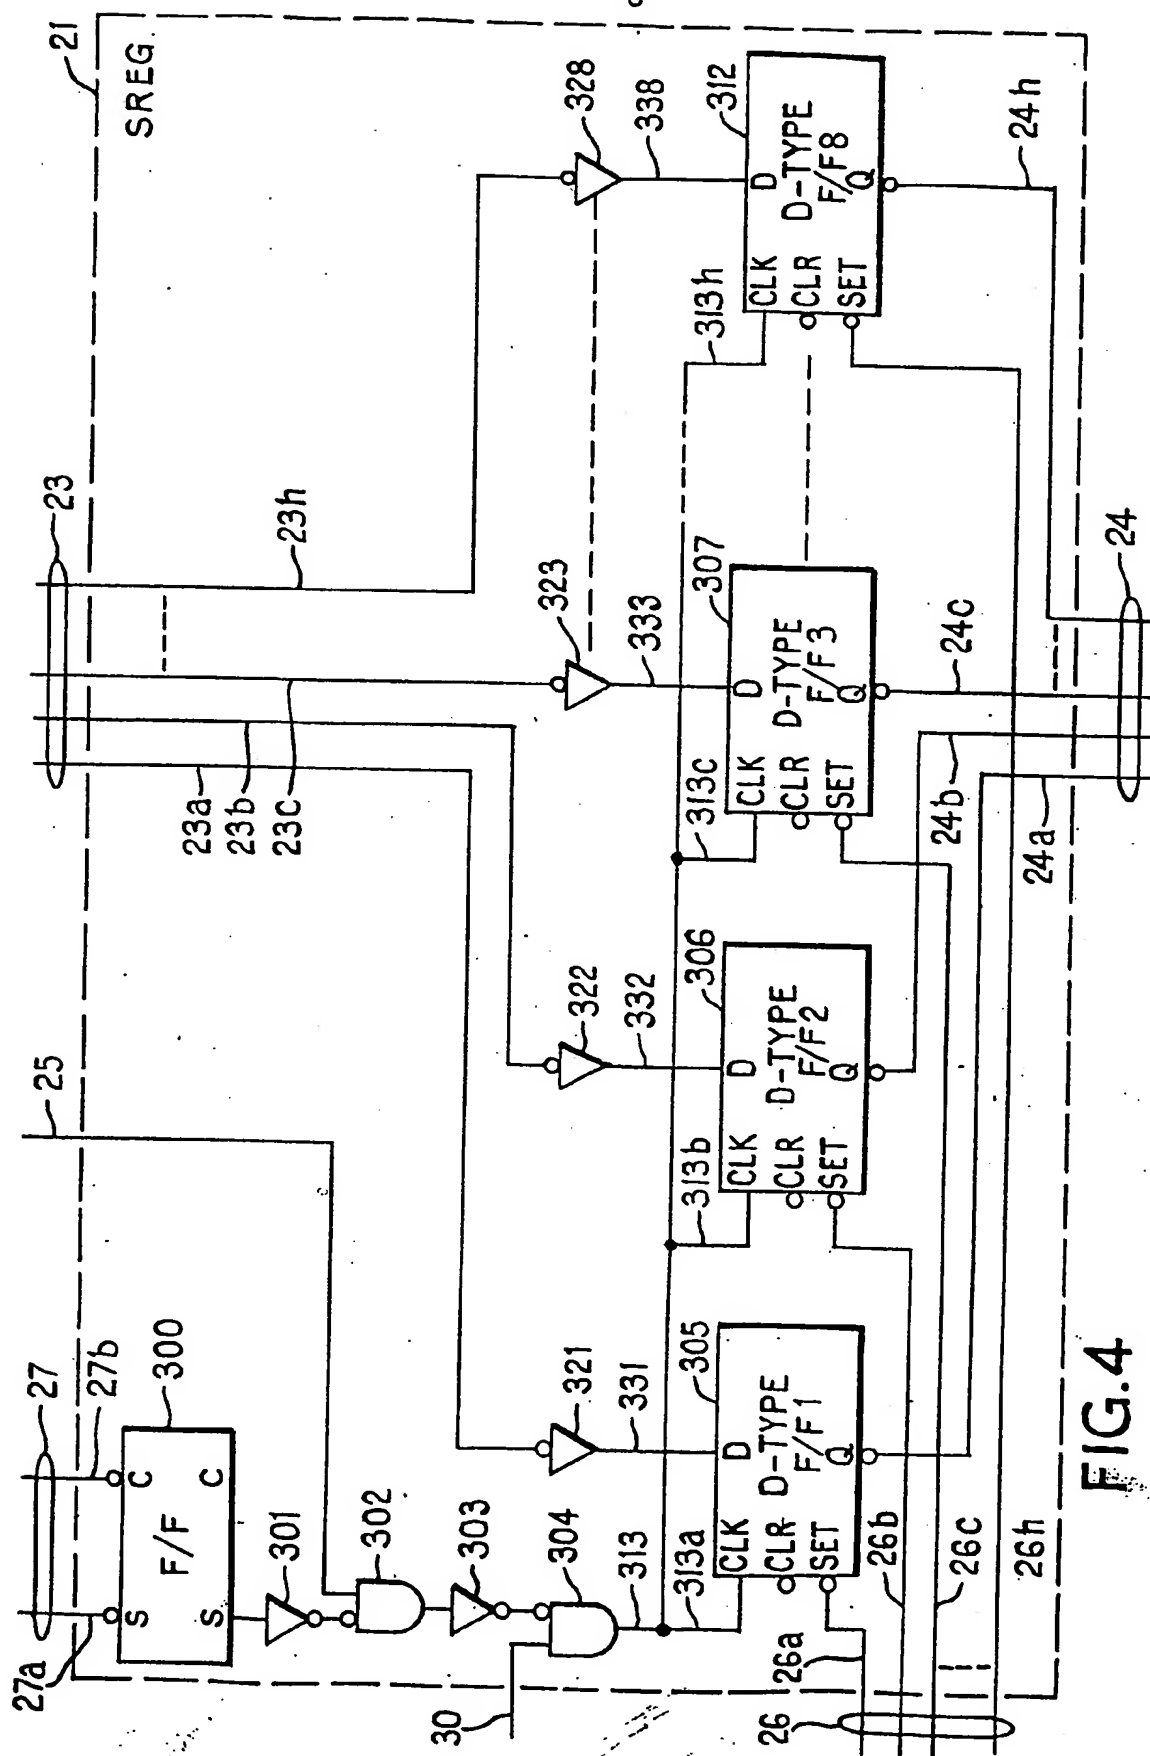 21
SREG.
27
27a
27b
S
C
F/F
S
C
300
301
302
303
304
30
25
23
23a
23b
23c
23h
321
331
322
332
323
333
328
338
313
313a
313b
313c
313h
305
D
CLK
D-TYPE
F/F1
CLR
SET
Q
306
D
CLK
D-TYPE
F/F2
CLR
SET
Q
307
D
CLK
D-TYPE
F/F3
CLR
SET
Q
312
D
CLK
D-TYPE
F/F8
CLR
SET
Q
26
26a
26b
26c
26h
24
24a
24b
24c
24h
FIG.4